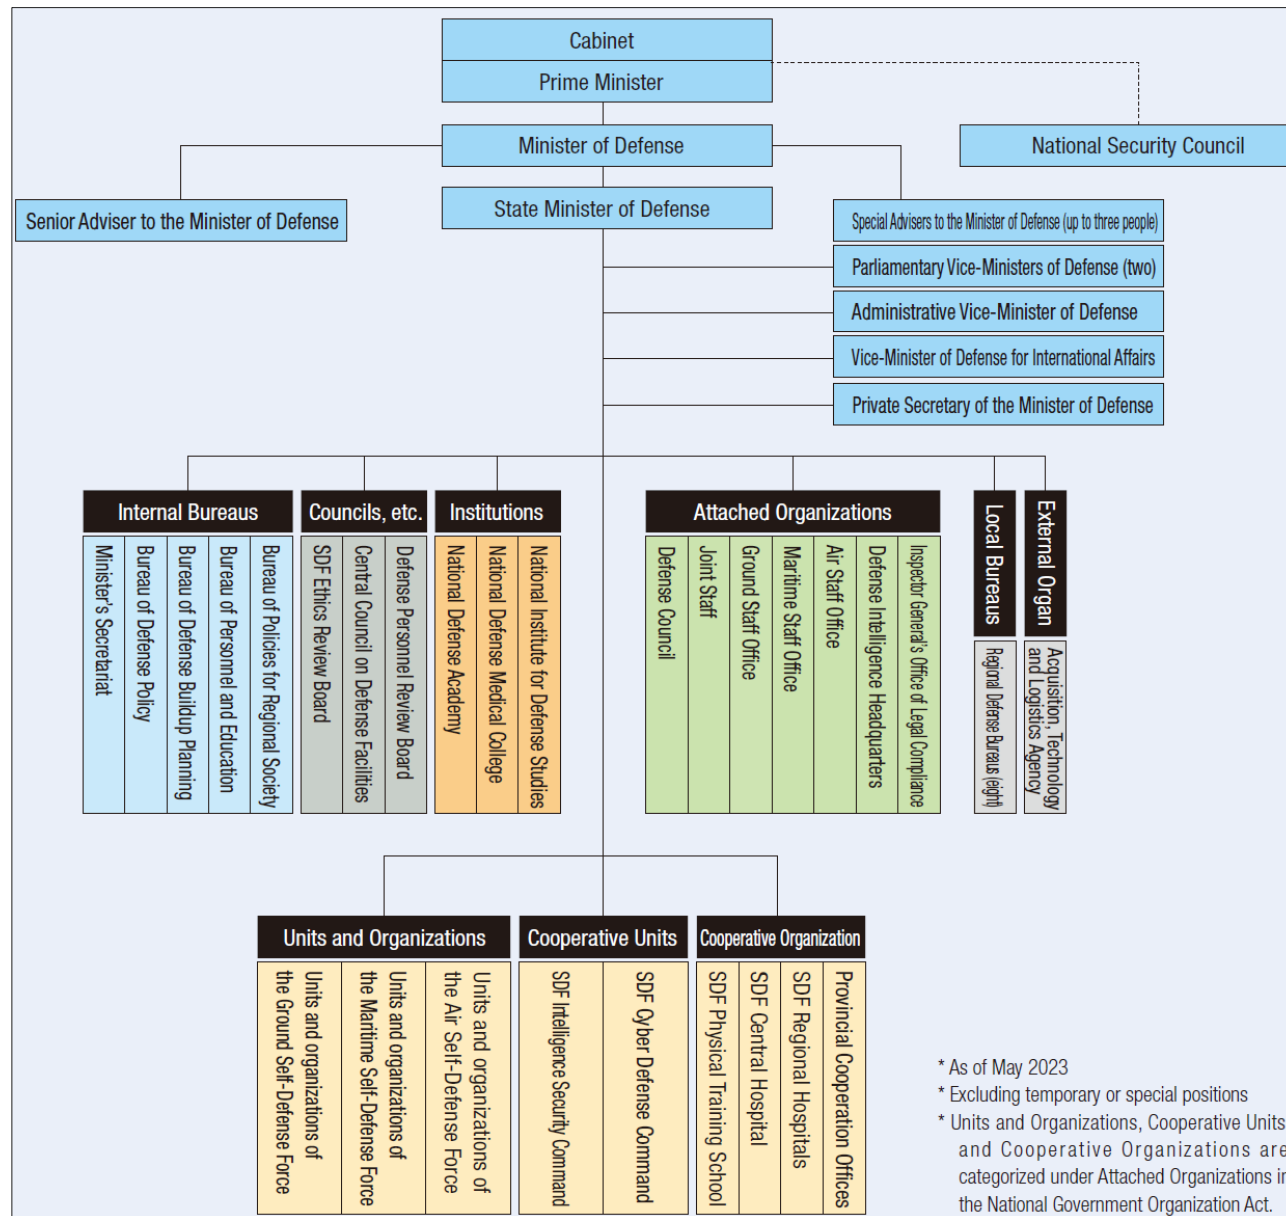 Cabinet
Prime Minister
Minister of Defense
National Security Council
Senior Adviser to the Minister of Defense
State Minister of Defense
Special Advisers to the Minister of Defense (up to three people)
Parliamentary Vice-Ministers of Defense (two)
Administrative Vice-Minister of Defense
Vice-Minister of Defense for International Affairs
Private Secretary of the Minister of Defense
Internal Bureaus
Minister's Secretariat
Bureau of Defense Policy
Bureau of Defense Buildup Planning
Bureau of Personnel and Education
Bureau of Policies for Regional Society
Councils, etc.
SDF Ethics Review Board
Central Council on Defense Facilities
Defense Personnel Review Board
Institutions
National Defense Academy
National Defense Medical College
National Institute for Defense Studies
Attached Organizations
Defense Council
Joint Staff
Ground Staff Office
Maritime Staff Office
Air Staff Office
Defense Intelligence Headquarters
Inspector General's Office of Legal Compliance
Local Bureaus
Regional Defense Bureaus (eight)
External Organ
Acquisition, Technology
and Logistics Agency
Units and Organizations
Units and organizations of
the Ground Self-Defense Force
Units and organizations of
the Maritime Self-Defense Force
Units and organizations of
the Air Self-Defense Force
Cooperative Units
SDF Intelligence Security Command
SDF Cyber Defense Command
Cooperative Organization
SDF Physical Training School
SDF Central Hospital
SDF Regional Hospitals
Provincial Cooperation Offices
* As of May 2023
* Excluding temporary or special positions
* Units and Organizations, Cooperative Units
and Cooperative Organizations are
categorized under Attached Organizations in
the National Government Organization Act.